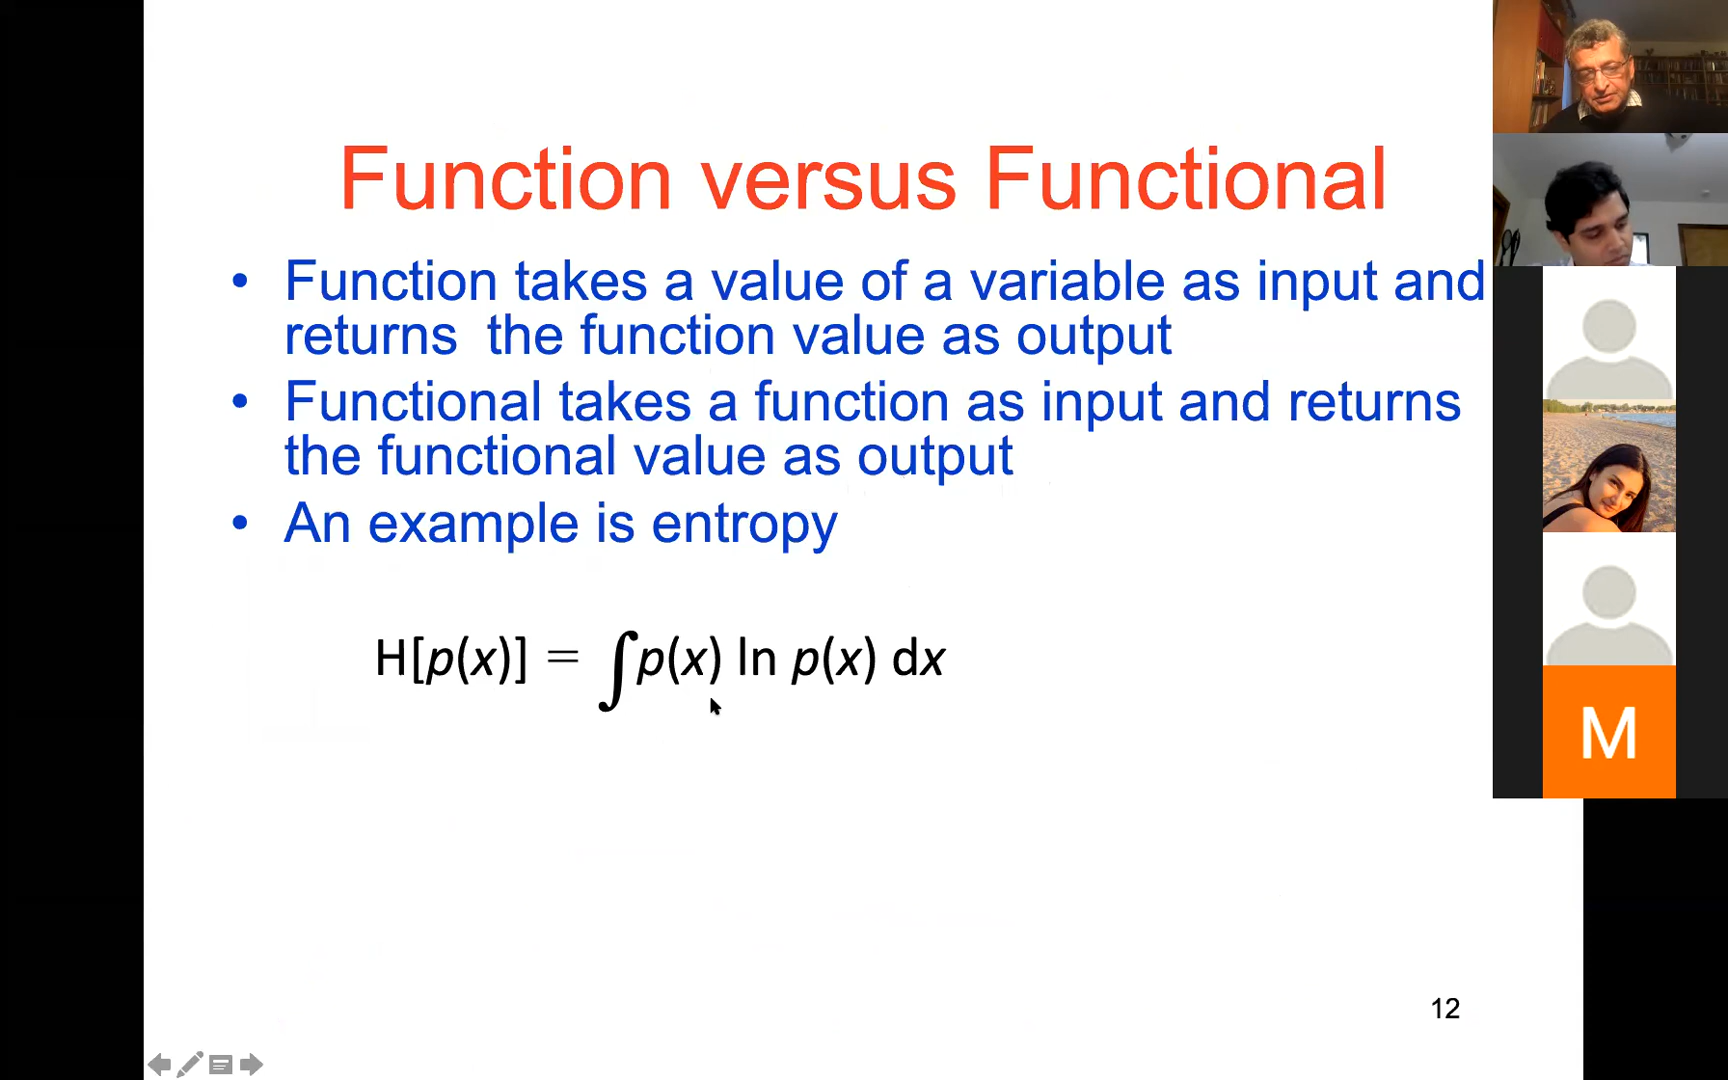 Function versus Functional
• Function takes a value of a variable as input and
returns the function value as output
• Functional takes a function as input and returns
the functional value as output
• An example is entropy
H[p(x)] = ∫p(x) ln p(x) dx
M
12